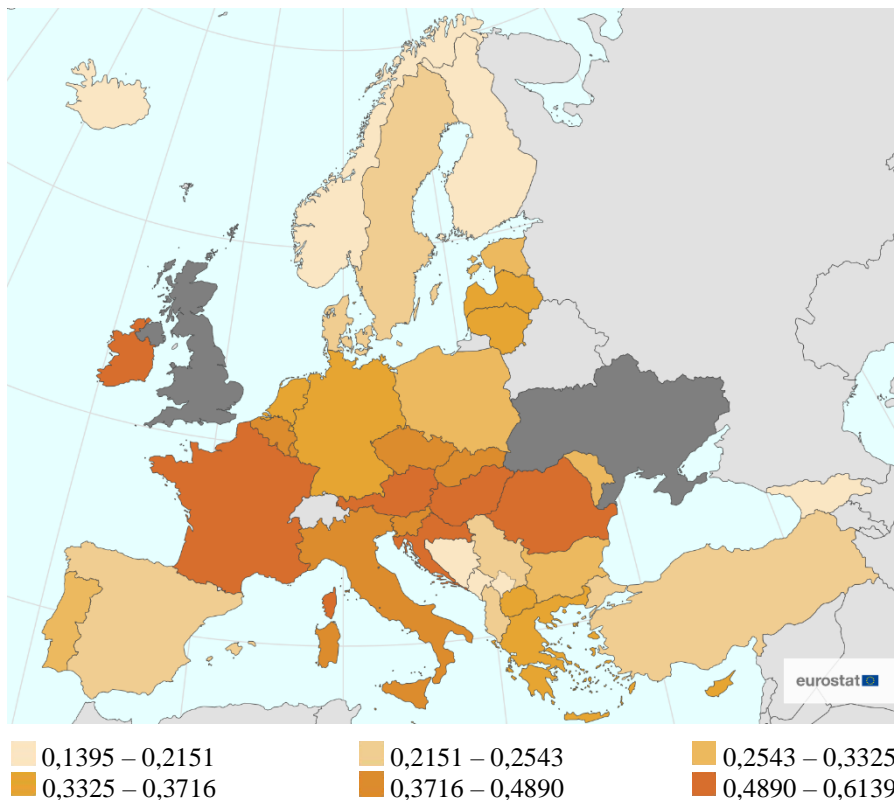 eurostat
0,1395 – 0,2151
0,2151 – 0,2543
0,2543 – 0,3325
0,3325 – 0,3716
0,3716 – 0,4890
0,4890 – 0,6139